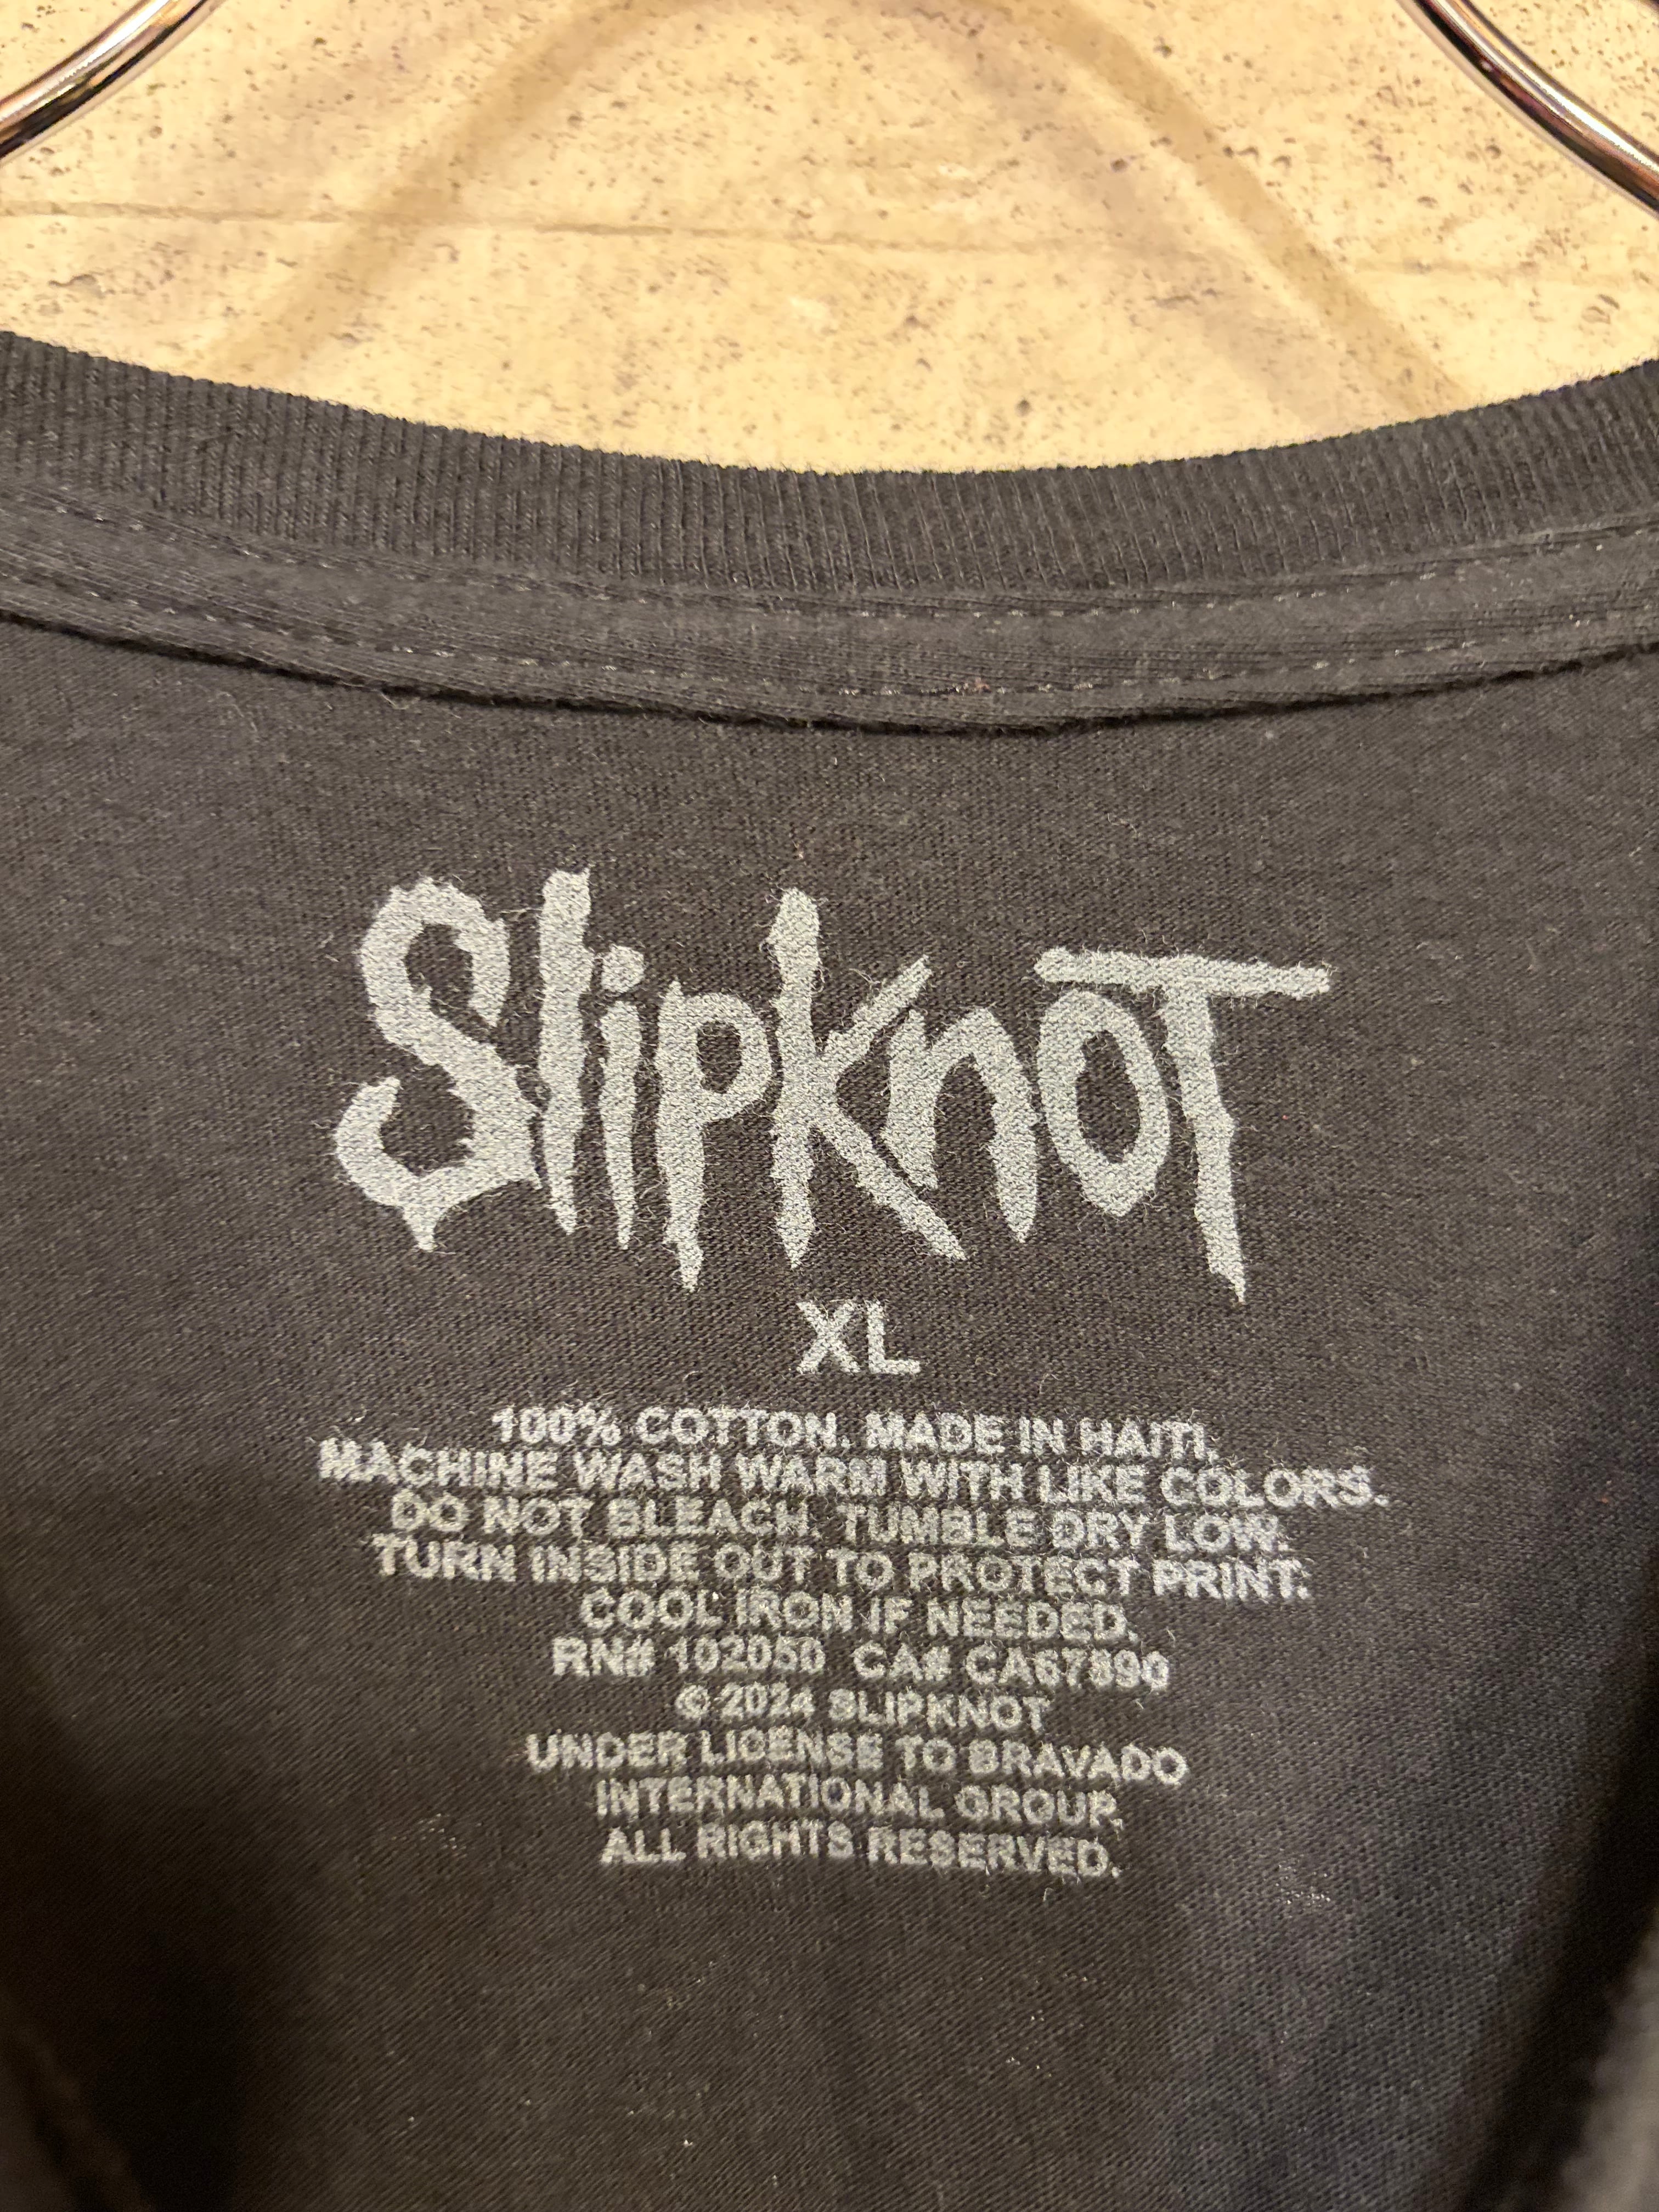 SlipknoT
XL
100% COTTON. MADE IN HAITI.
MACHINE WASH WARM WITH LIKE COLORS.
DO NOT BLEACH. TUMBLE DRY LOW.
TURN INSIDE OUT TO PROTECT PRINT.
COOL IRON IF NEEDED.
RN# 102050 CA# CA67890
© 2024 SLIPKNOT
UNDER LICENSE TO BRAVADO
INTERNATIONAL GROUP.
ALL RIGHTS RESERVED.